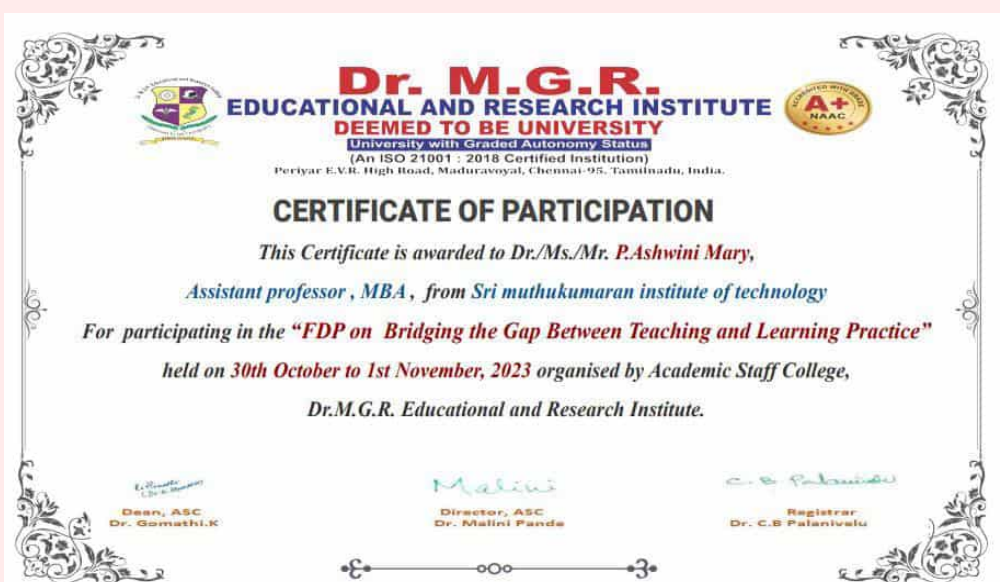 Dr. M.G.R.
EDUCATIONAL AND RESEARCH INSTITUTE
DEEMED TO BE UNIVERSITY
University with Graded Autonomy Status
(An ISO 21001 : 2018 Certified Institution)
Periyar E.V.R. High Road, Maduravoyal, Chennai-95. Tamilnadu, India.
ACCREDITED WITH GRADE
A+
NAAC
CERTIFICATE OF PARTICIPATION
This Certificate is awarded to Dr./Ms./Mr. P.Ashwini Mary,
Assistant professor , MBA , from Sri muthukumaran institute of technology
For participating in the “FDP on Bridging the Gap Between Teaching and Learning Practice”
held on 30th October to 1st November, 2023 organised by Academic Staff College,
Dr.M.G.R. Educational and Research Institute.
Malini
C. B Palanivelu
Dean, ASC
Dr. Gomathi.K
Director, ASC
Dr. Malini Pande
Registrar
Dr. C.B Palanivelu